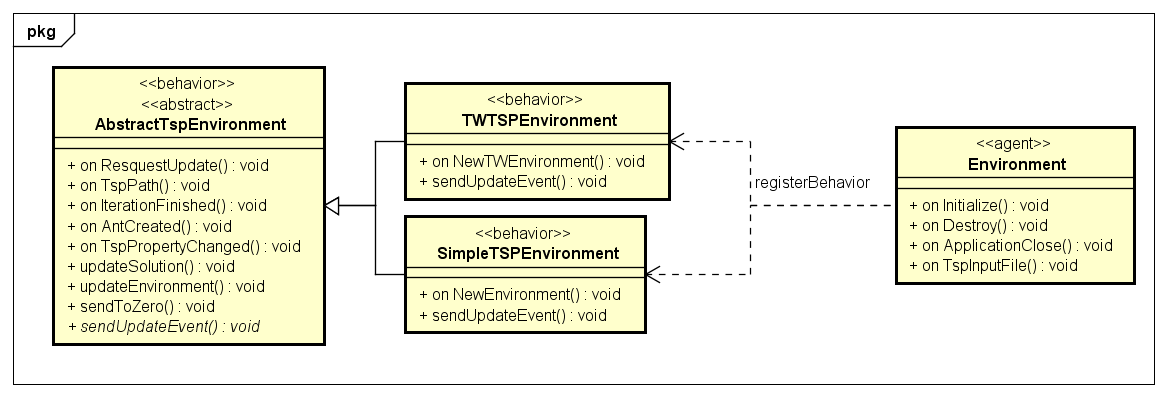 pkg
<<behavior>>
<<abstract>>
AbstractTspEnvironment
+ on ResquestUpdate() : void
+ on TspPath() : void
+ on IterationFinished() : void
+ on AntCreated() : void
+ on TspPropertyChanged() : void
+ updateSolution() : void
+ updateEnvironment() : void
+ sendToZero() : void
+ sendUpdateEvent() : void
<<behavior>>
TWTSPEnvironment
+ on NewTWEnvironment() : void
+ sendUpdateEvent() : void
<<behavior>>
SimpleTSPEnvironment
+ on NewEnvironment() : void
+ sendUpdateEvent() : void
registerBehavior
<<agent>>
Environment
+ on Initialize() : void
+ on Destroy() : void
+ on ApplicationClose() : void
+ on TspInputFile() : void